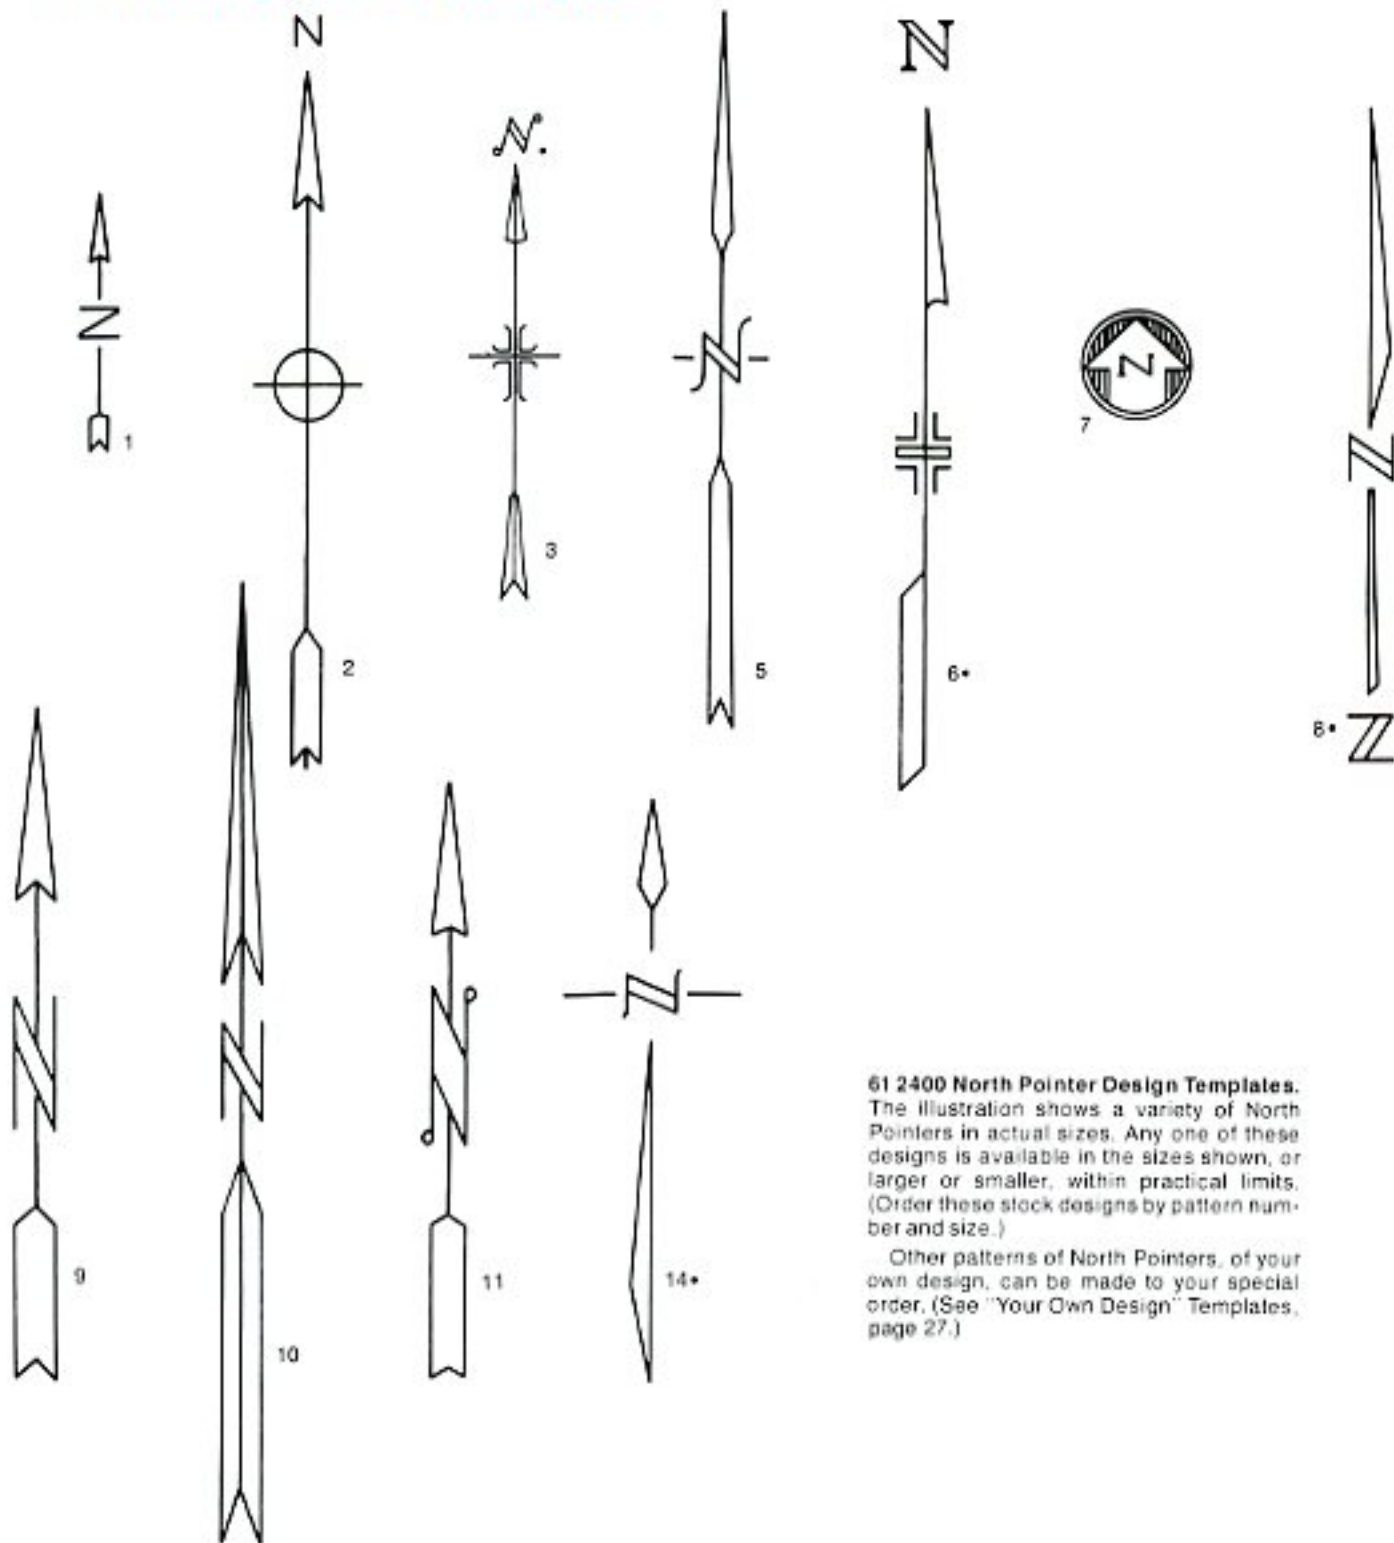 N
N
N.
N
1
N
3
2
N
5
N
6•
N
7
N
8• N
N
9
N
10
N
11
N
14•
61 2400 North Pointer Design Templates.
The illustration shows a variety of North
Pointers in actual sizes. Any one of these
designs is available in the sizes shown, or
larger or smaller, within practical limits.
(Order these stock designs by pattern num-
ber and size.)
Other patterns of North Pointers, of your
own design, can be made to your special
order. (See "Your Own Design" Templates,
page 27.)